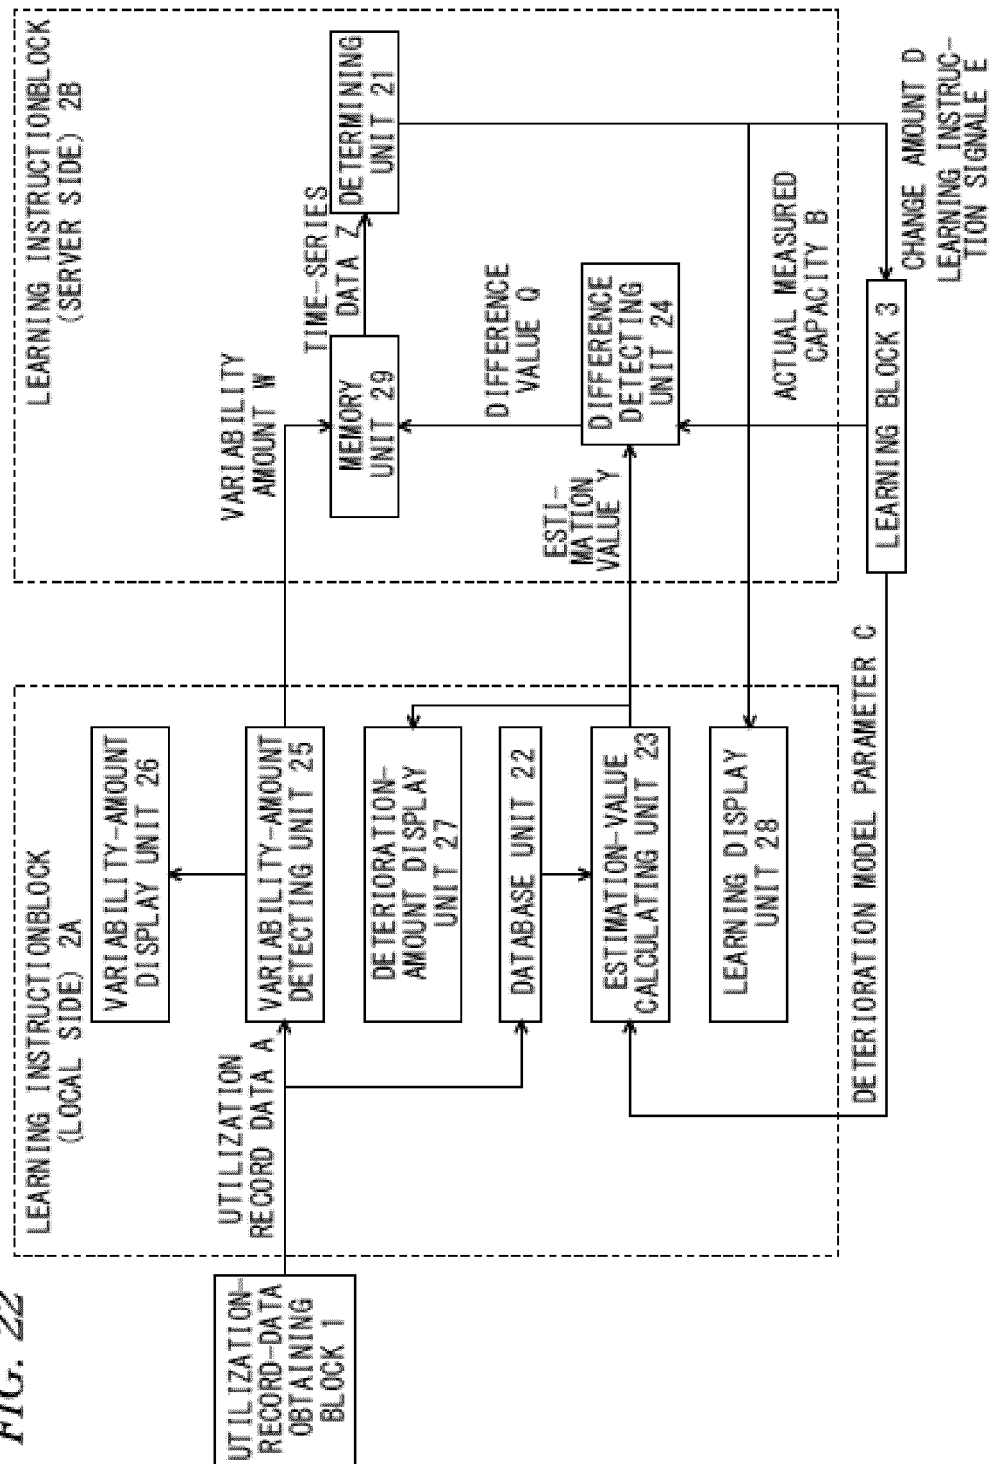 FIG. 22
UTILIZATION-
RECORD-DATA
OBTAINING
BLOCK 1
LEARNING INSTRUCTIONBLOCK
(LOCAL SIDE) 2A
UTILIZATION
RECORD DATA A
VARIABILITY-AMOUNT
DISPLAY UNIT 26
VARIABILITY-AMOUNT
DETECTING UNIT 25
DETERIORATION-
AMOUNT DISPLAY
UNIT 27
DATABASE UNIT 22
ESTIMATION-VALUE
CALCULATING UNIT 23
LEARNING DISPLAY
UNIT 28
DETERIORATION MODEL PARAMETER C
LEARNING INSTRUCTIONBLOCK
(SERVER SIDE) 2B
VARIABILITY
AMOUNT W
MEMORY
UNIT 29
TIME-SERIES
DATA Z
DETERMINING
UNIT 21
DIFFERENCE
VALUE Q
ESTI-
MATION
VALUE Y
DIFFERENCE
DETECTING
UNIT 24
ACTUAL MEASURED
CAPACITY B
LEARNING BLOCK 3
CHANGE AMOUNT D
LEARNING INSTRUC-
TION SIGNALE E